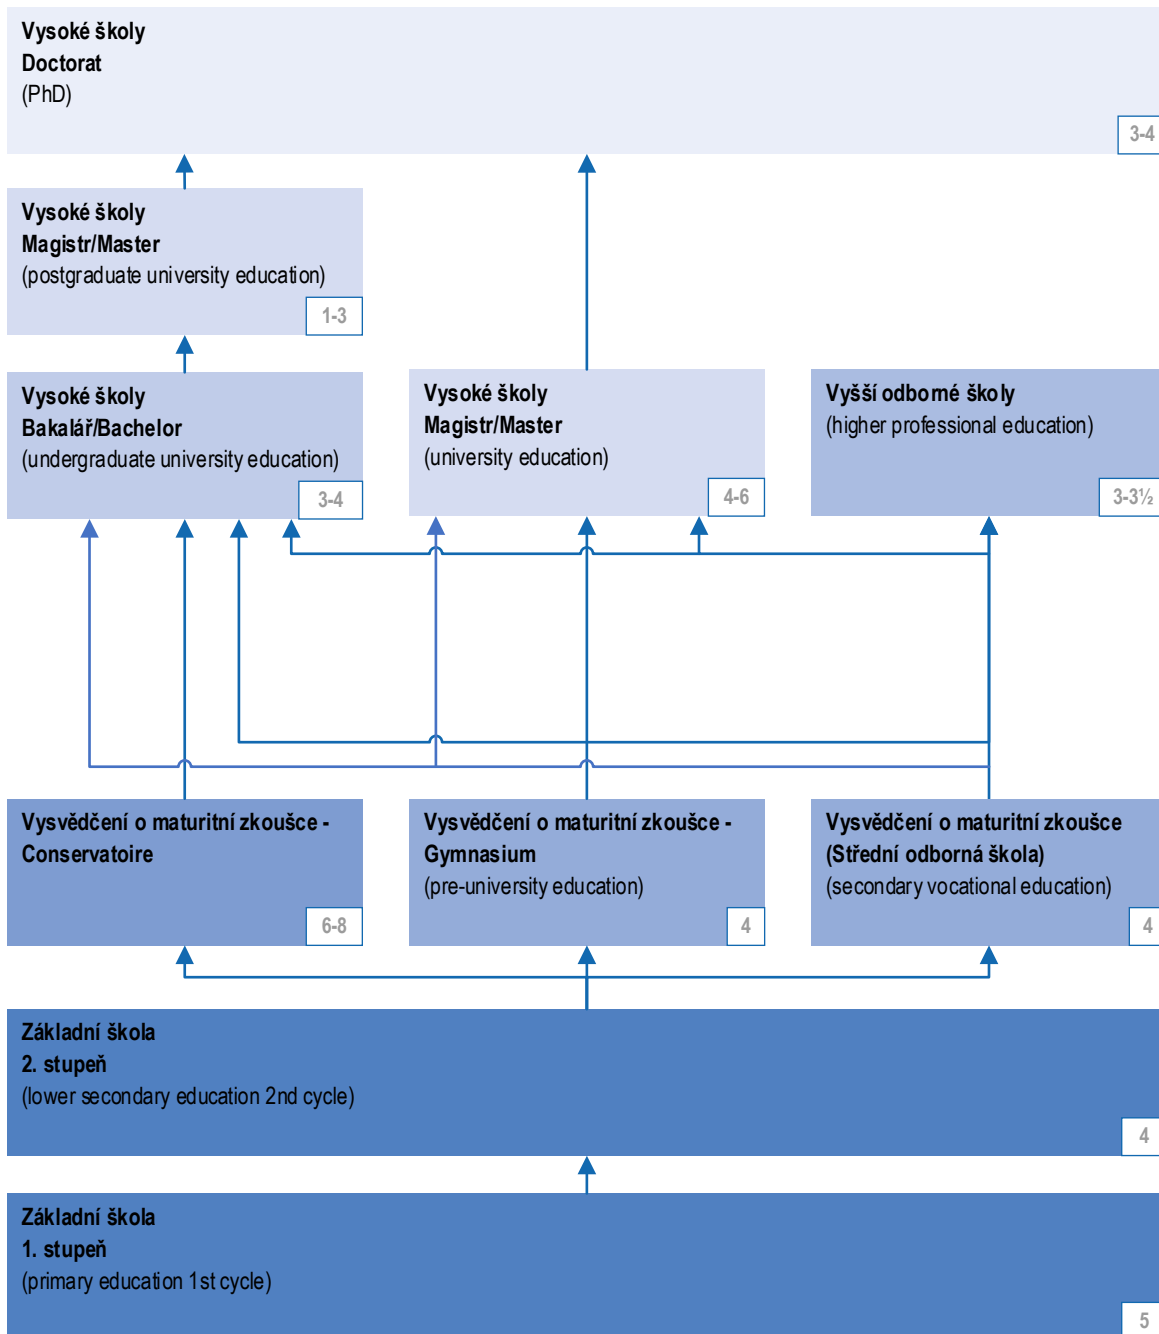 Vysoké školy
Doctorat
(PhD)
3-4
Vysoké školy
Magistr/Master
(postgraduate university education)
1-3
Vysoké školy
Bakalář/Bachelor
(undergraduate university education)
3-4
Vysoké školy
Magistr/Master
(university education)
4-6
Vyšší odborné školy
(higher professional education)
3-3½
Vysvědčení o maturitní zkoušce -
Conservatoire
6-8
Vysvědčení o maturitní zkoušce -
Gymnasium
(pre-university education)
4
Vysvědčení o maturitní zkoušce
(Střední odborná škola)
(secondary vocational education)
4
Základní škola
2. stupeň
(lower secondary education 2nd cycle)
4
Základní škola
1. stupeň
(primary education 1st cycle)
5